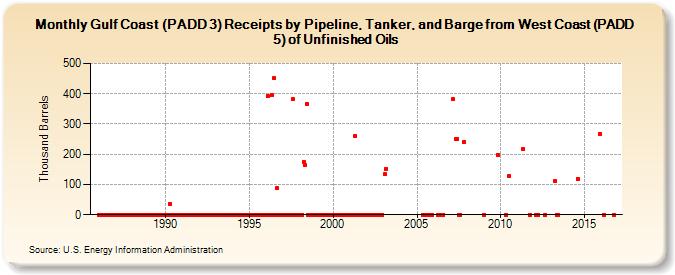 Monthly Gulf Coast (PADD 3) Receipts by Pipeline, Tanker, and Barge from West Coast (PADD
5) of Unfinished Oils
Thousand Barrels
500
400
300
200
100
0
1990 1995 2000 2005 2010 2015
Source: U.S. Energy Information Administration